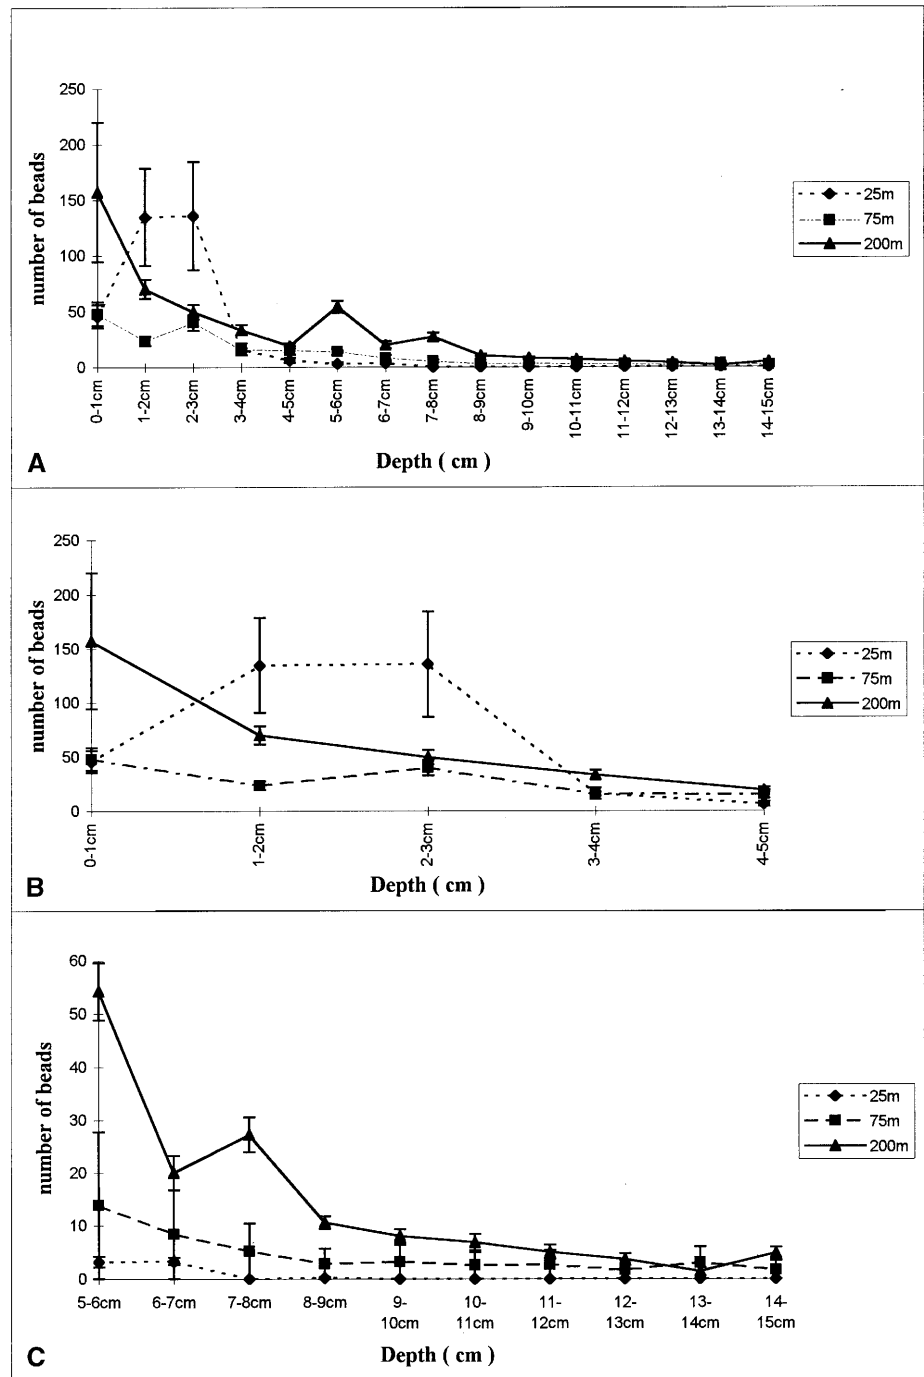 250
200
150
100
50
0
number of beads
0-1cm
1-2cm
2-3cm
3-4cm
4-5cm
5-6cm
6-7cm
7-8cm
8-9cm
9-10cm
10-11cm
11-12cm
12-13cm
13-14cm
14-15cm
Depth ( cm )
25m
75m
200m
A
250
200
150
100
50
0
number of beads
0-1cm
1-2cm
2-3cm
3-4cm
4-5cm
Depth ( cm )
25m
75m
200m
B
60
50
40
30
20
10
0
number of beads
5-6cm 6-7cm 7-8cm 8-9cm 9- 10- 11- 12- 13- 14-
10cm 11cm 12cm 13cm 14cm 15cm
Depth ( cm )
25m
75m
200m
C